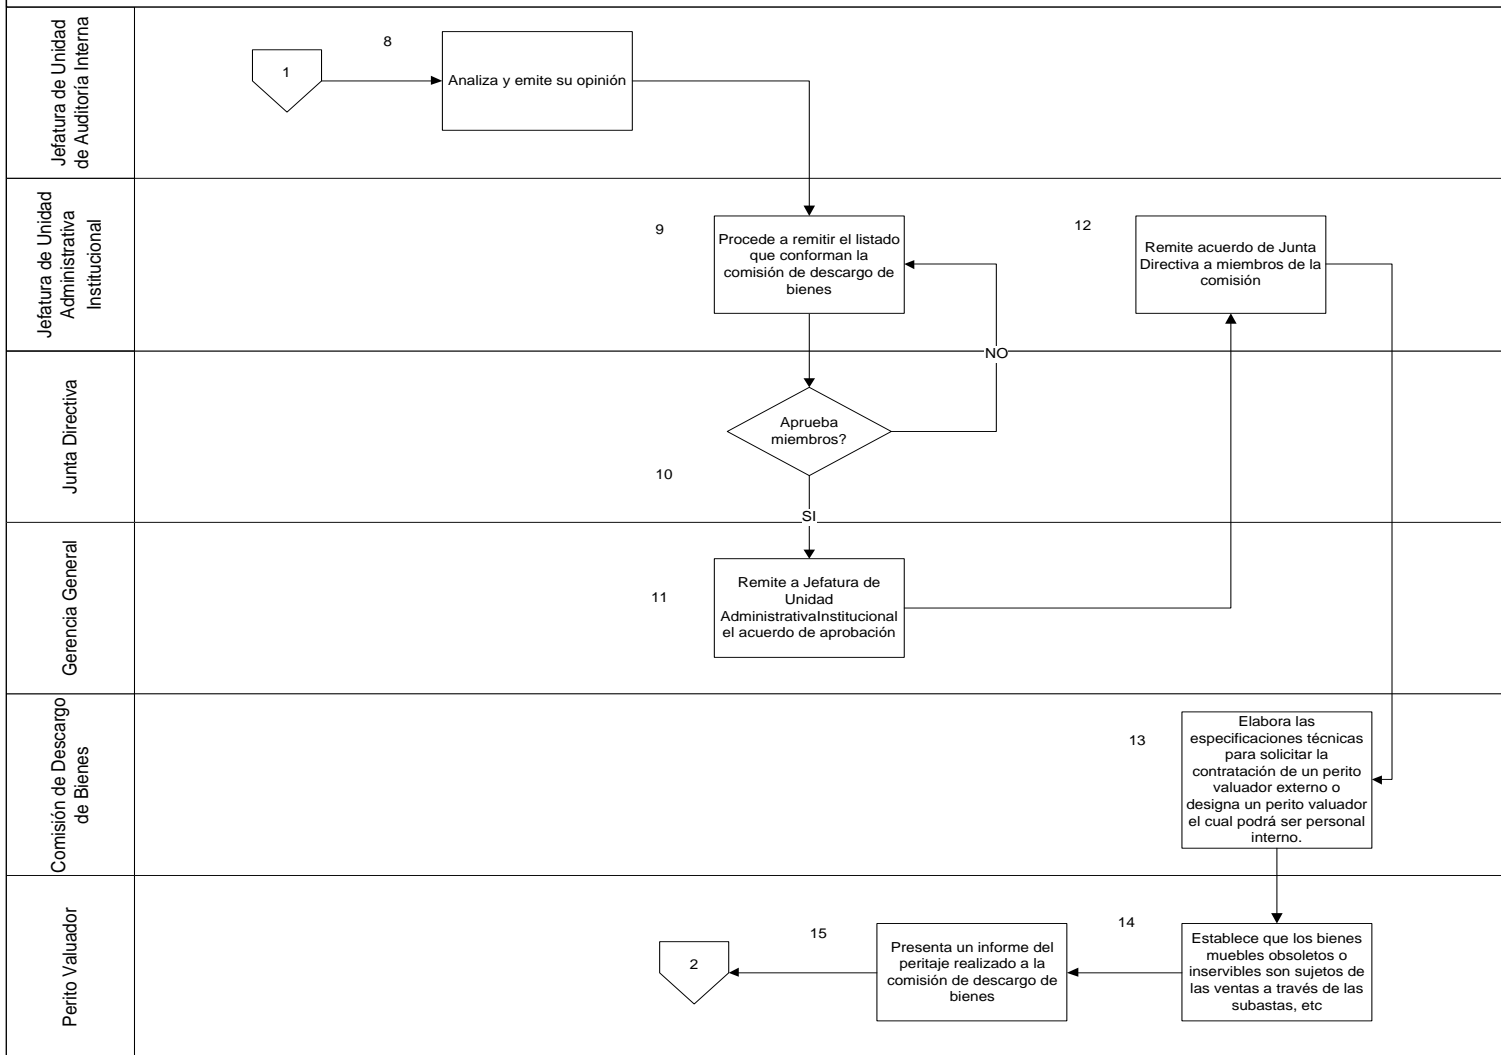 Jefatura de Unidad
de Auditoría Interna
1
8
Analiza y emite su opinión
Jefatura de Unidad
Administrativa
Institucional
9
Procede a remitir el listado
que conforman la
comisión de descargo de
bienes
12
Remite acuerdo de Junta
Directiva a miembros de la
comisión
NO
Junta Directiva
Aprueba
miembros?
10
SI
Gerencia General
11
Remite a Jefatura de
Unidad
AdministrativaInstitucional
el acuerdo de aprobación
Comisión de Descargo
de Bienes
13
Elabora las
especificaciones técnicas
para solicitar la
contratación de un perito
valuador externo o
designa un perito valuador
el cual podrá ser personal
interno.
Perito Valuador
2
15
Presenta un informe del
peritaje realizado a la
comisión de descargo de
bienes
14
Establece que los bienes
muebles obsoletos o
inservibles son sujetos de
las ventas a través de las
subastas, etc